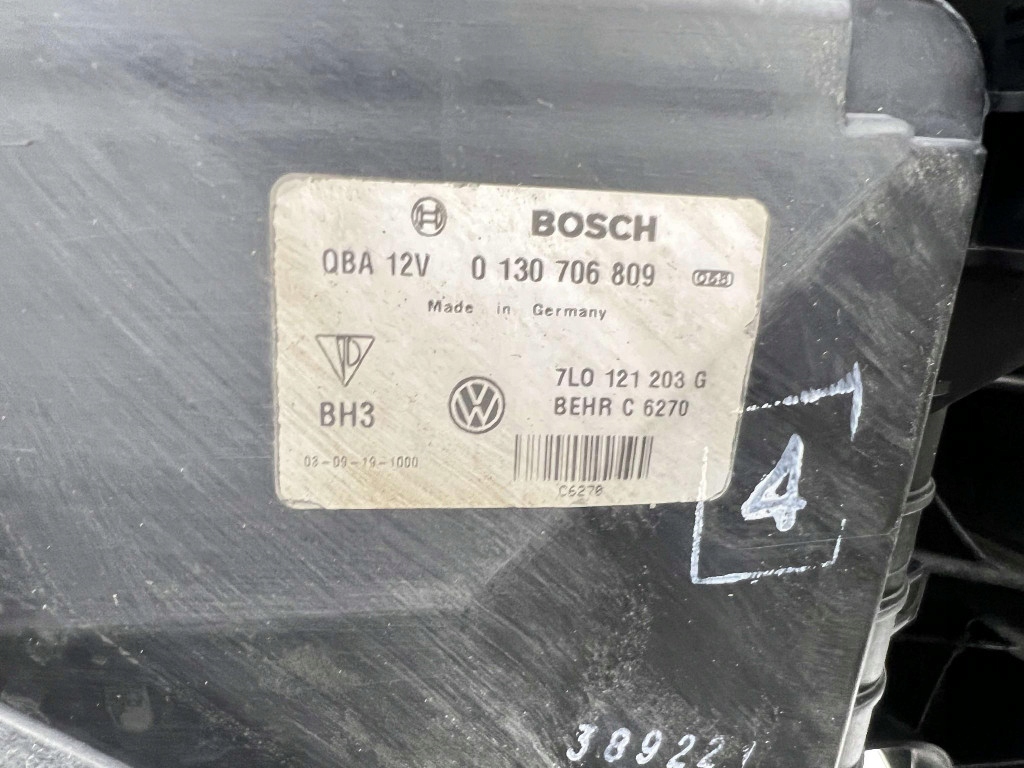 BOSCH
QBA 12V 0 130 706 809
Made in Germany
7L0 121 203 G
BH3 BEHR C 6270
03-09-19-1000
C6270
4
389221